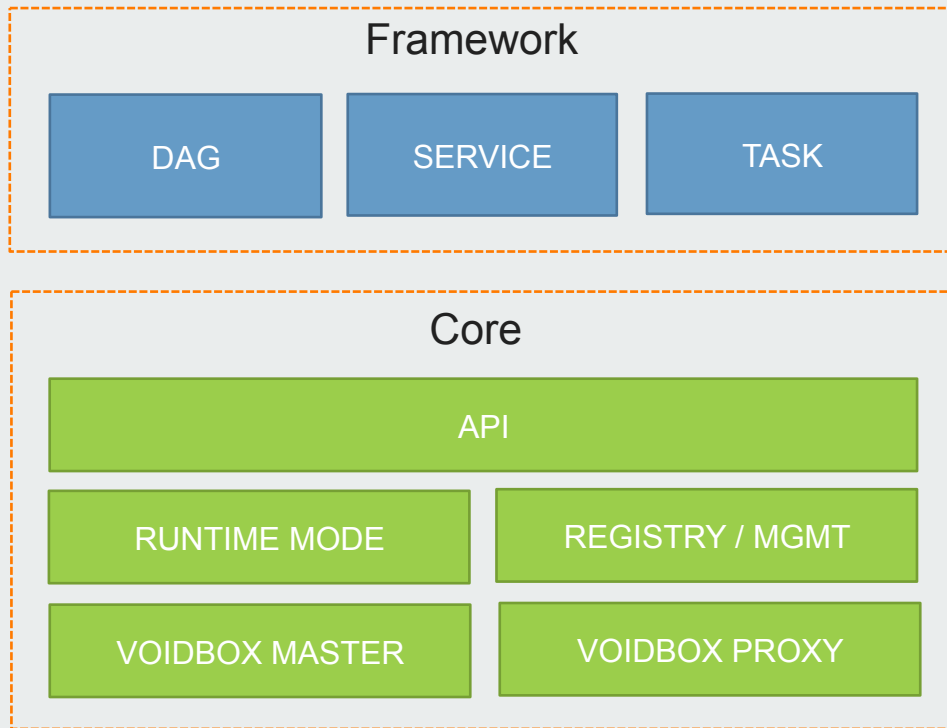 Framework
DAG
SERVICE
TASK
Core
API
RUNTIME MODE
REGISTRY / MGMT
VOIDBOX MASTER
VOIDBOX PROXY